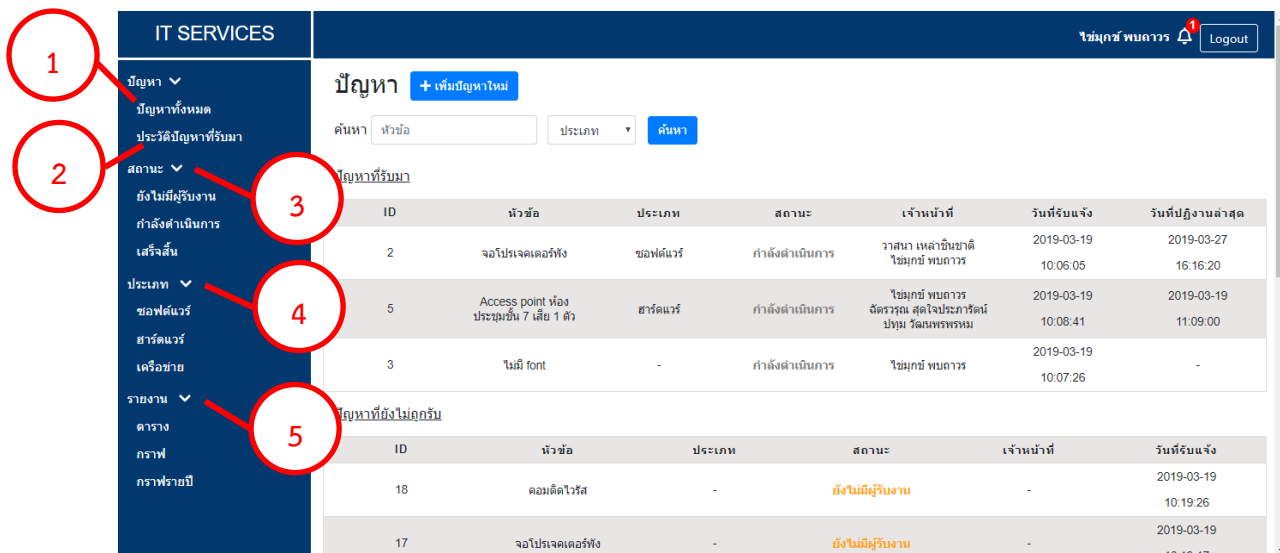 IT SERVICES
ไข่มุกข์ พบถาวร 1 Logout
1
2
3
4
5
ปัญหา
ปัญหาทั้งหมด
ประวัติปัญหาที่รับมา
สถานะ
ยังไม่มีผู้รับงาน
กำลังดำเนินการ
เสร็จสิ้น
ประเภท
ซอฟต์แวร์
ฮาร์ดแวร์
เครือข่าย
รายงาน
ตาราง
กราฟ
กราฟรายปี
ปัญหา + เพิ่มปัญหาใหม่
ค้นหา หัวข้อ ประเภท ค้นหา
ปัญหาที่รับมา
ID หัวข้อ ประเภท สถานะ เจ้าหน้าที่ วันที่รับแจ้ง วันที่ปฏิงานล่าสุด
2 จอโปรเจคเตอร์พัง ซอฟต์แวร์ กำลังดำเนินการ วาสนา เหล่าชินชาติ 2019-03-19 2019-03-27
ไข่มุกข์ พบถาวร 10:06:05 16:16:20
5 Access point ห้อง ฮาร์ดแวร์ กำลังดำเนินการ ไข่มุกข์ พบถาวร 2019-03-19 2019-03-19
ประชุมชั้น 7 เสีย 1 ตัว ฉัตรวรุณ สุดใจประภารัตน์ 10:08:41 11:09:00
ปทุม วัฒนพรพรหม
3 ไม่มี font - กำลังดำเนินการ ไข่มุกข์ พบถาวร 2019-03-19 -
10:07:26
ปัญหาที่ยังไม่ถูกรับ
ID หัวข้อ ประเภท สถานะ เจ้าหน้าที่ วันที่รับแจ้ง
18 คอมติดไวรัส - ยังไม่มีผู้รับงาน - 2019-03-19
10:19:26
17 จอโปรเจคเตอร์พัง - ยังไม่มีผู้รับงาน - 2019-03-19